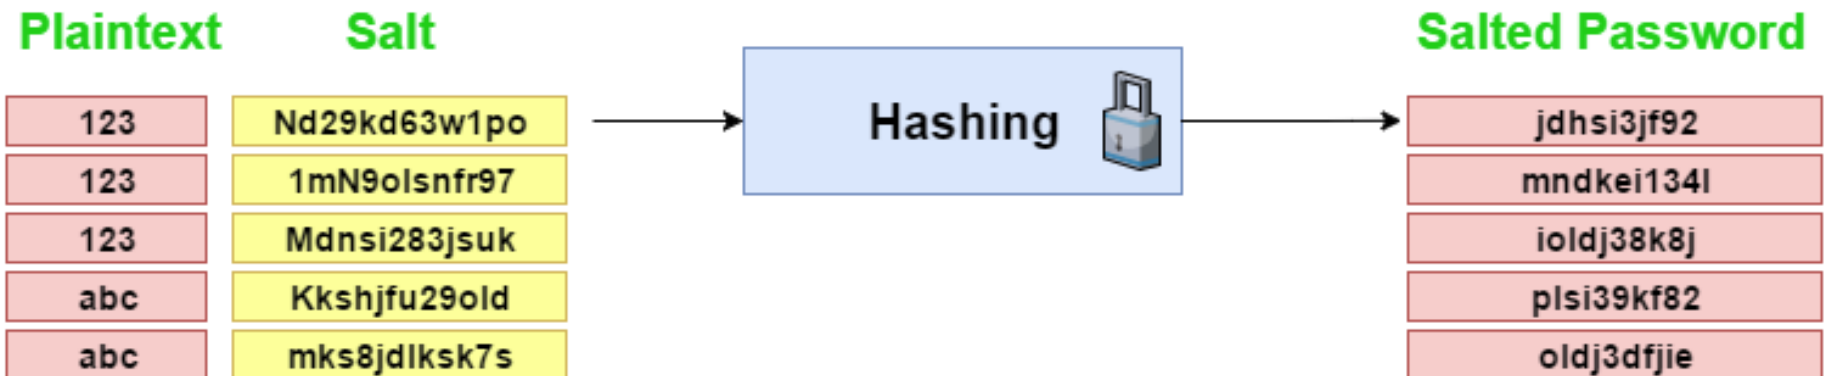 Plaintext Salt Salted Password
123 Nd29kd63w1po Hashing jdhsi3jf92
123 1mN9olsnfr97 mndkei134l
123 Mdnsi283jsuk ioldj38k8j
abc Kkshjfu29old plsi39kf82
abc mks8jdlksk7s oldj3dfjie